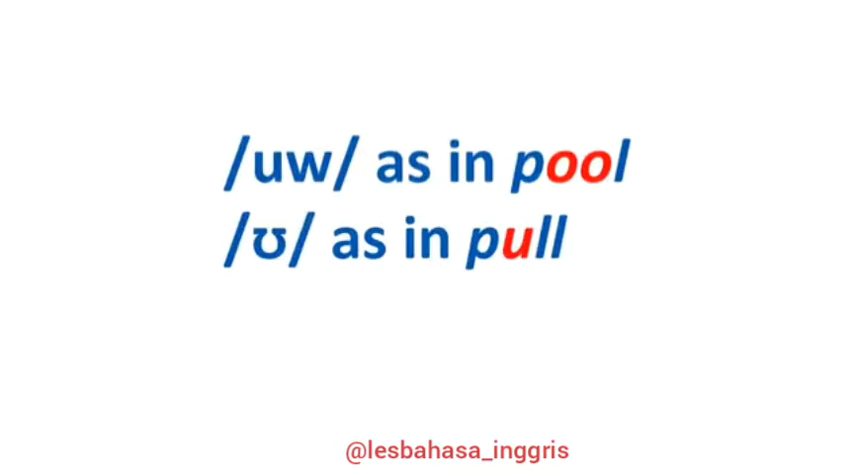 /uw/ as in pool
/ʊ/ as in pull
@lesbahasa_inggris